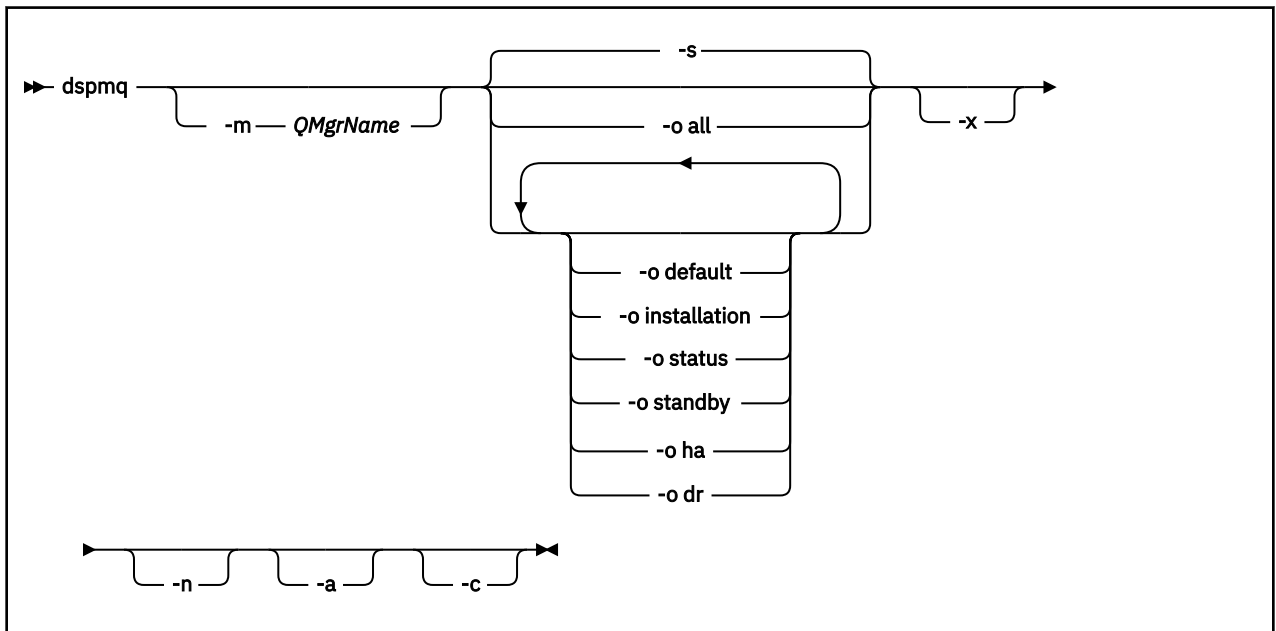 -s
dspmq
-m QMgrName
-o all
-x
-o default
-o installation
-o status
-o standby
-o ha
-o dr
-n -a -c